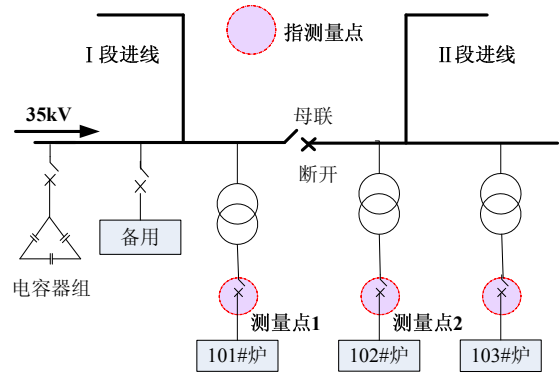 指测量点
Ⅰ段进线
Ⅱ段进线
35kV
母联
断开
备用
电容器组
测量点1
测量点2
101#炉
102#炉
103#炉